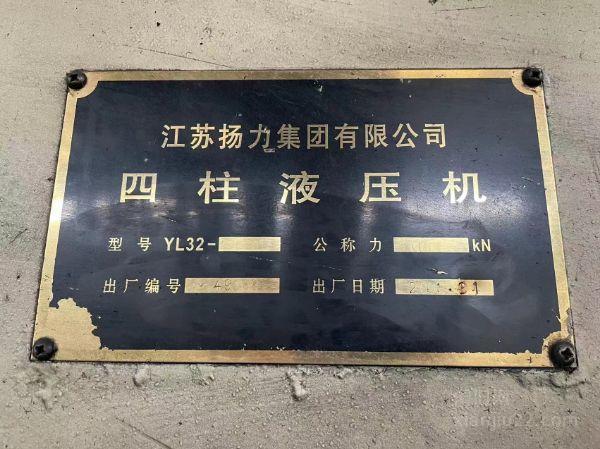 江苏扬力集团有限公司
四柱液压机
型号 YL32- 公称力 kN
出厂编号 出厂日期